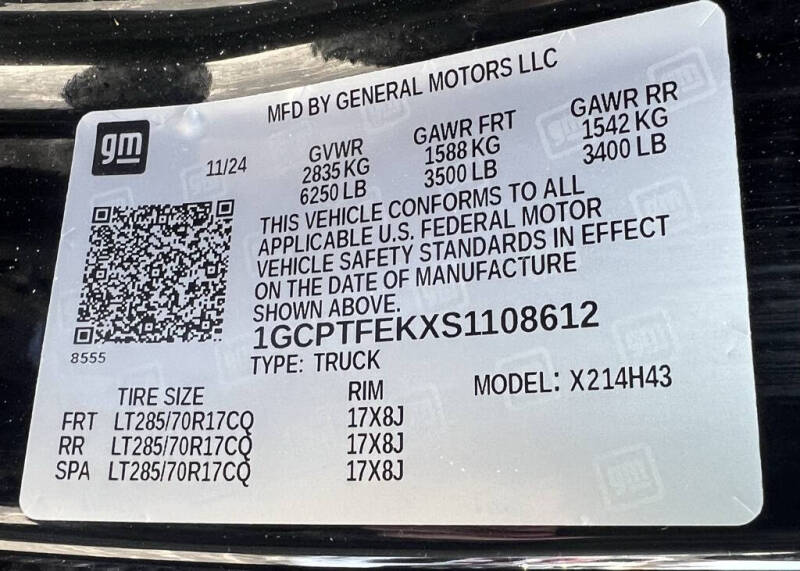 MFD BY GENERAL MOTORS LLC
gm
11/24
GVWR
2835 KG
6250 LB
GAWR FRT
1588 KG
3500 LB
GAWR RR
1542 KG
3400 LB
THIS VEHICLE CONFORMS TO ALL
APPLICABLE U.S. FEDERAL MOTOR
VEHICLE SAFETY STANDARDS IN EFFECT
ON THE DATE OF MANUFACTURE
SHOWN ABOVE.
1GCPTFEKXS1108612
8555
TYPE: TRUCK
MODEL: X214H43
TIRE SIZE RIM
FRT LT285/70R17CQ 17X8J
RR LT285/70R17CQ 17X8J
SPA LT285/70R17CQ 17X8J